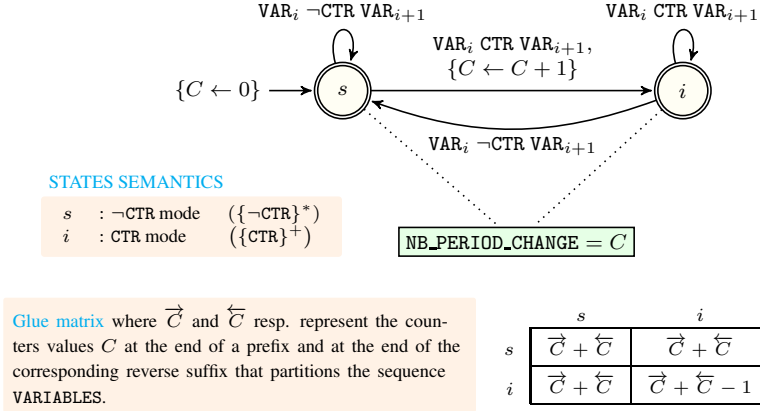 VAR_i ¬CTR VAR_{i+1}
VAR_i CTR VAR_{i+1}
VAR_i CTR VAR_{i+1},
{C ← C + 1}
{C ← 0}
s
i
VAR_i ¬CTR VAR_{i+1}
STATES SEMANTICS
s : ¬CTR mode ({¬CTR}*)
i : CTR mode ({CTR}⁺)
NB_PERIOD_CHANGE = C
Glue matrix where C→ and C← resp. represent the coun-
ters values C at the end of a prefix and at the end of the
corresponding reverse suffix that partitions the sequence
VARIABLES.
s i
s C→ + C← C→ + C←
i C→ + C← C→ + C← − 1